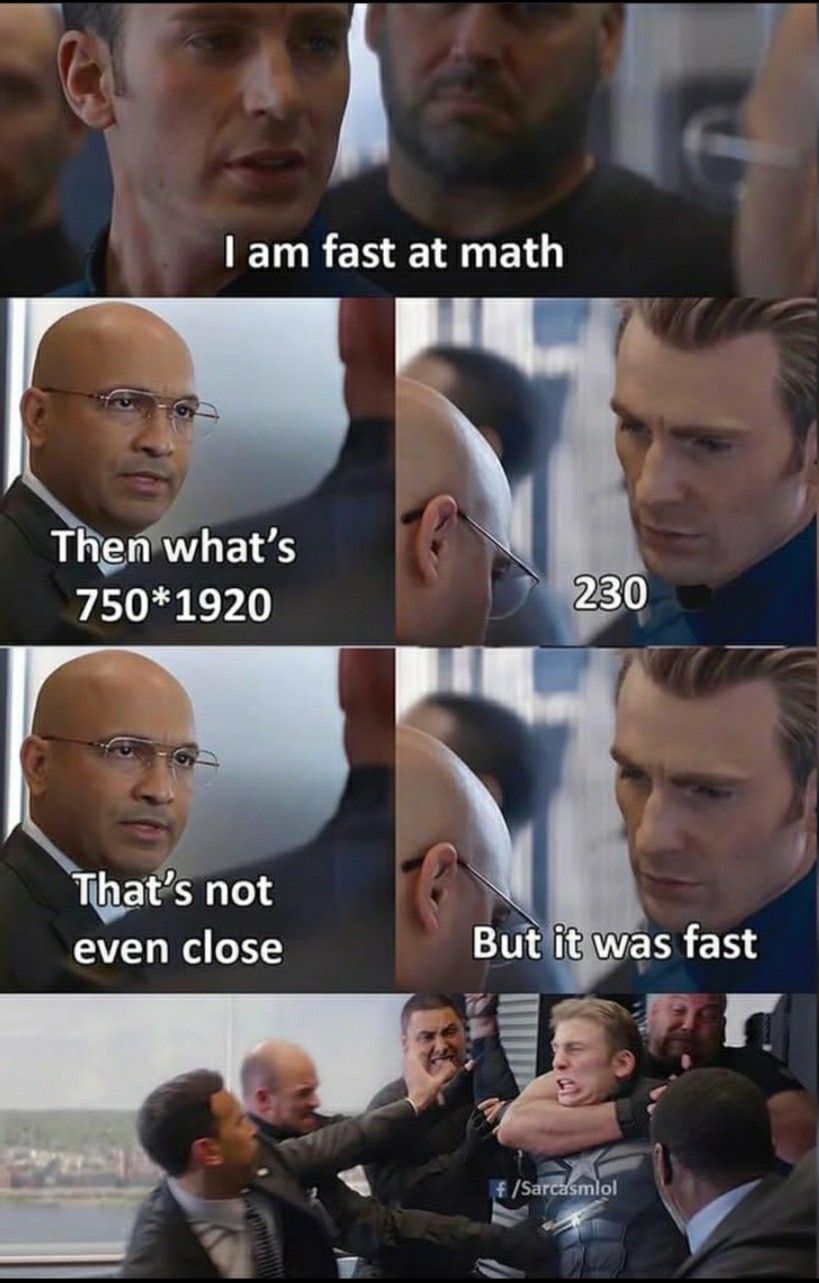 I am fast at math
Then what's
750*1920
230
That's not
even close
But it was fast
f /Sarcasmlol